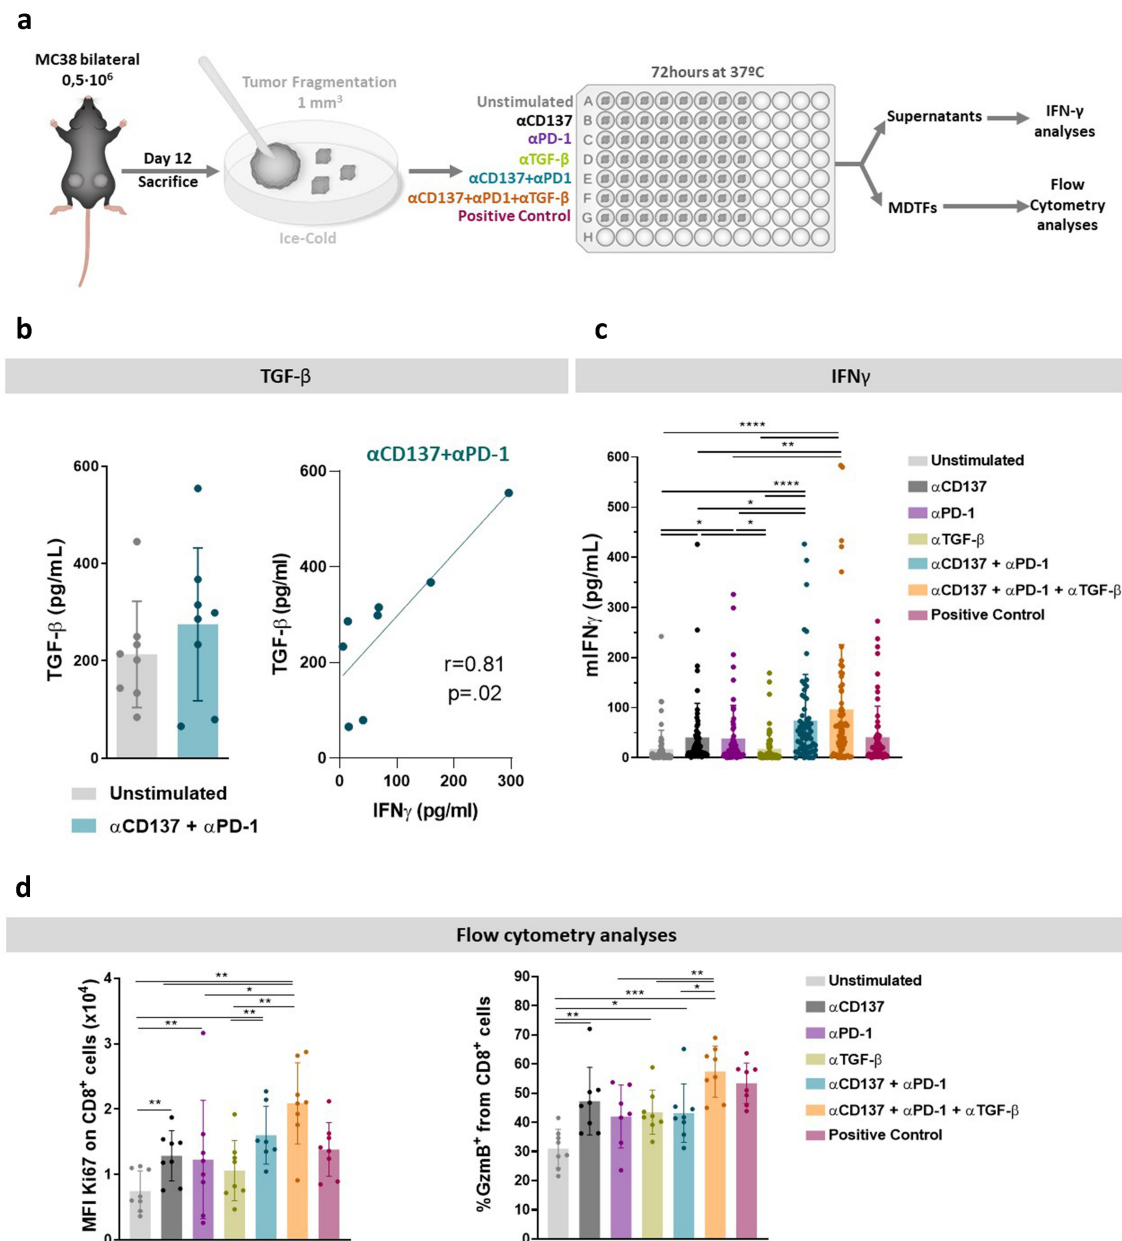 a
MC38 bilateral
0,5·10⁶
Day 12
Sacrifice
Tumor Fragmentation
1 mm³
Ice-Cold
72hours at 37ºC
Unstimulated
αCD137
αPD-1
αTGF-β
αCD137+αPD1
αCD137+αPD1+αTGF-β
Positive Control
A
B
C
D
E
F
G
H
Supernatants
IFN-γ
analyses
MDTFs
Flow
Cytometry
analyses
b
TGF-β
TGF-β (pg/mL)
600
400
200
0
Unstimulated
αCD137 + αPD-1
αCD137+αPD-1
TGF-β (pg/ml)
600
400
200
0
r=0.81
p=.02
0 100 200 300
IFNγ (pg/ml)
c
IFNγ
mIFNγ (pg/mL)
600
500
400
300
200
100
0
****
**
****
*
* *
Unstimulated
αCD137
αPD-1
αTGF-β
αCD137 + αPD-1
αCD137 + αPD-1 + αTGF-β
Positive Control
d
Flow cytometry analyses
MFI Ki67 on CD8⁺ cells (x10⁴)
4
3
2
1
0
**
*
**
**
**
**
%GzmB⁺ from CD8⁺ cells
90
80
70
60
50
40
30
20
10
0
**
*
***
*
**
Unstimulated
αCD137
αPD-1
αTGF-β
αCD137 + αPD-1
αCD137 + αPD-1 + αTGF-β
Positive Control